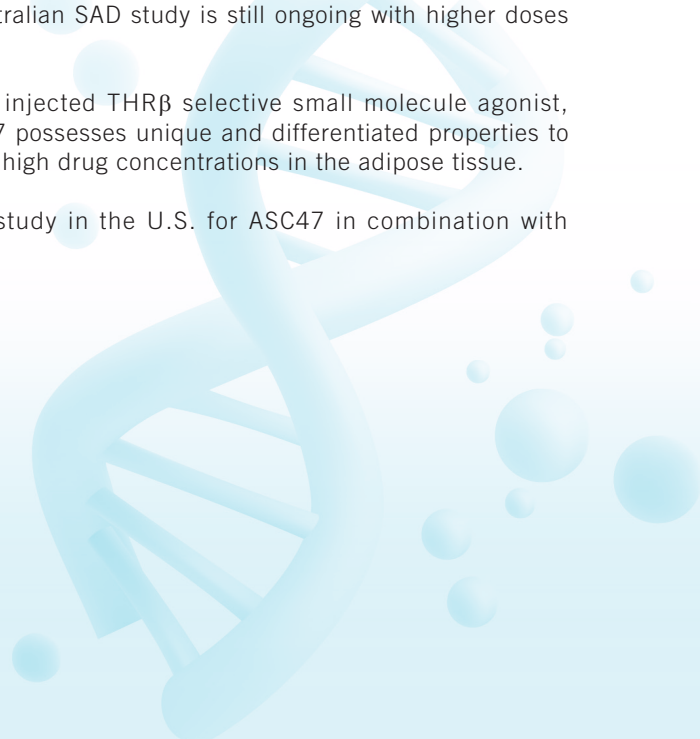 tralian SAD study is still ongoing with higher doses
injected THRβ selective small molecule agonist,
7 possesses unique and differentiated properties to
high drug concentrations in the adipose tissue.
study in the U.S. for ASC47 in combination with